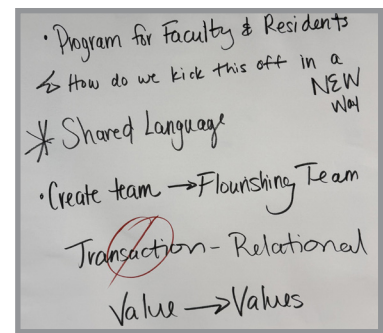 • Program for Faculty & Residents
↳ How do we kick this off in a
NEW
Way
* Shared Language
• Create team → Flourishing Team
Transaction - Relational
Value → Values